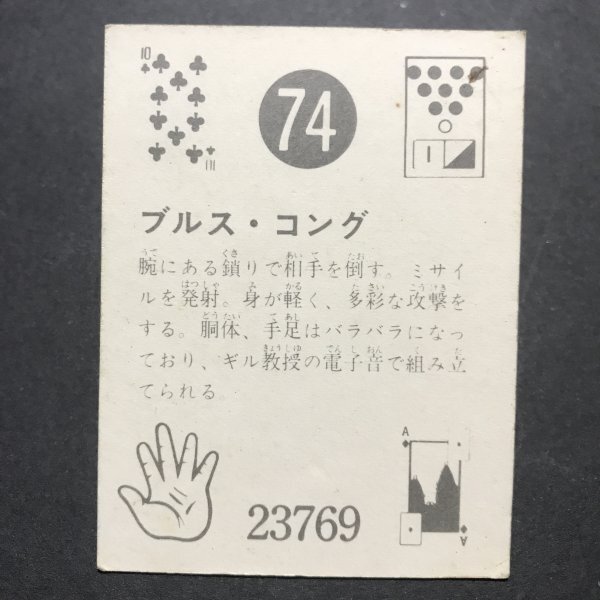 10
74
ブルス・コング
腕にある鎖りで相手を倒す。ミサイ
ルを発射。身が軽く、多彩な攻撃を
する。胴体、手足はバラバラになっ
ており、ギル教授の電子音で組み立
てられる。
A
23769
A
10